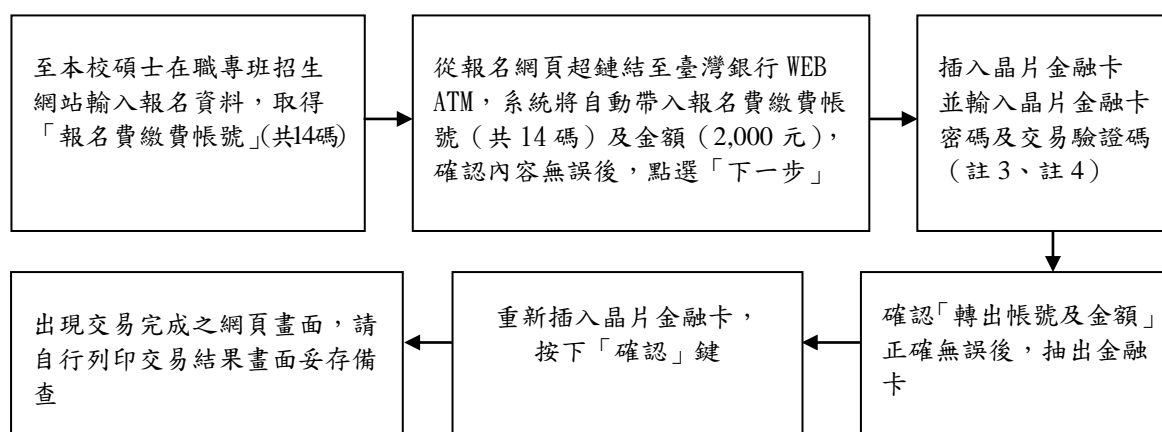 至本校碩士在職專班招生
網站輸入報名資料，取得
「報名費繳費帳號」(共14碼)
從報名網頁超鏈結至臺灣銀行 WEB
ATM，系統將自動帶入報名費繳費帳
號（共 14 碼）及金額（2,000 元），
確認內容無誤後，點選「下一步」
插入晶片金融卡
並輸入晶片金融卡
密碼及交易驗證碼
（註 3、註 4）
確認「轉出帳號及金額」
正確無誤後，抽出金融
卡
重新插入晶片金融卡，
按下「確認」鍵
出現交易完成之網頁畫面，請
自行列印交易結果畫面妥存備
查